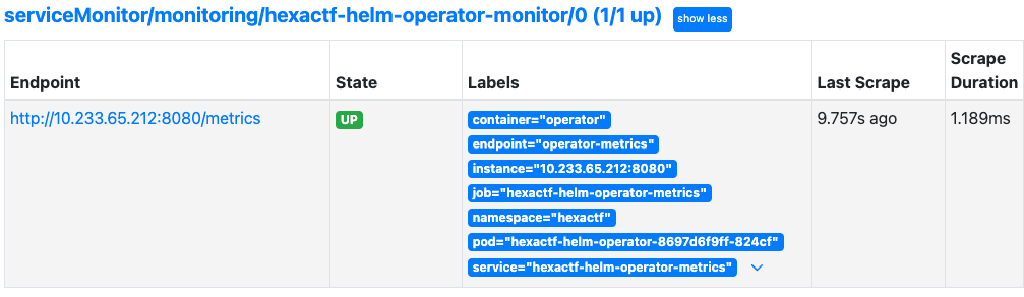 serviceMonitor/monitoring/hexactf-helm-operator-monitor/0 (1/1 up) show less
Endpoint State Labels Last Scrape Scrape Duration
http://10.233.65.212:8080/metrics UP container="operator" 9.757s ago 1.189ms
endpoint="operator-metrics"
instance="10.233.65.212:8080"
job="hexactf-helm-operator-metrics"
namespace="hexactf"
pod="hexactf-helm-operator-8697d6f9ff-824cf"
service="hexactf-helm-operator-metrics"